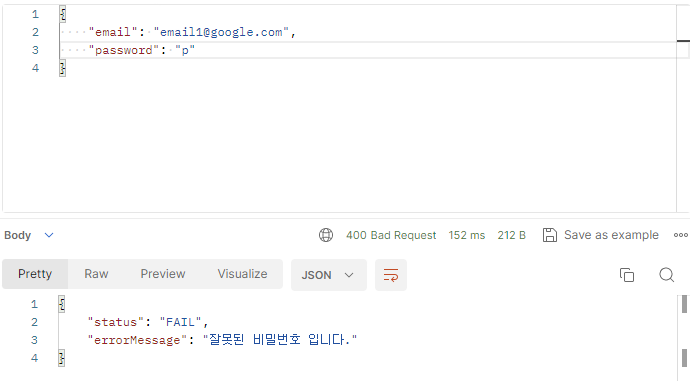 1 {
2 "email": "email1@google.com",
3 "password": "p"
4 }
Body 400 Bad Request 152 ms 212 B Save as example
Pretty Raw Preview Visualize JSON
1 {
2 "status": "FAIL",
3 "errorMessage": "잘못된 비밀번호 입니다."
4 }